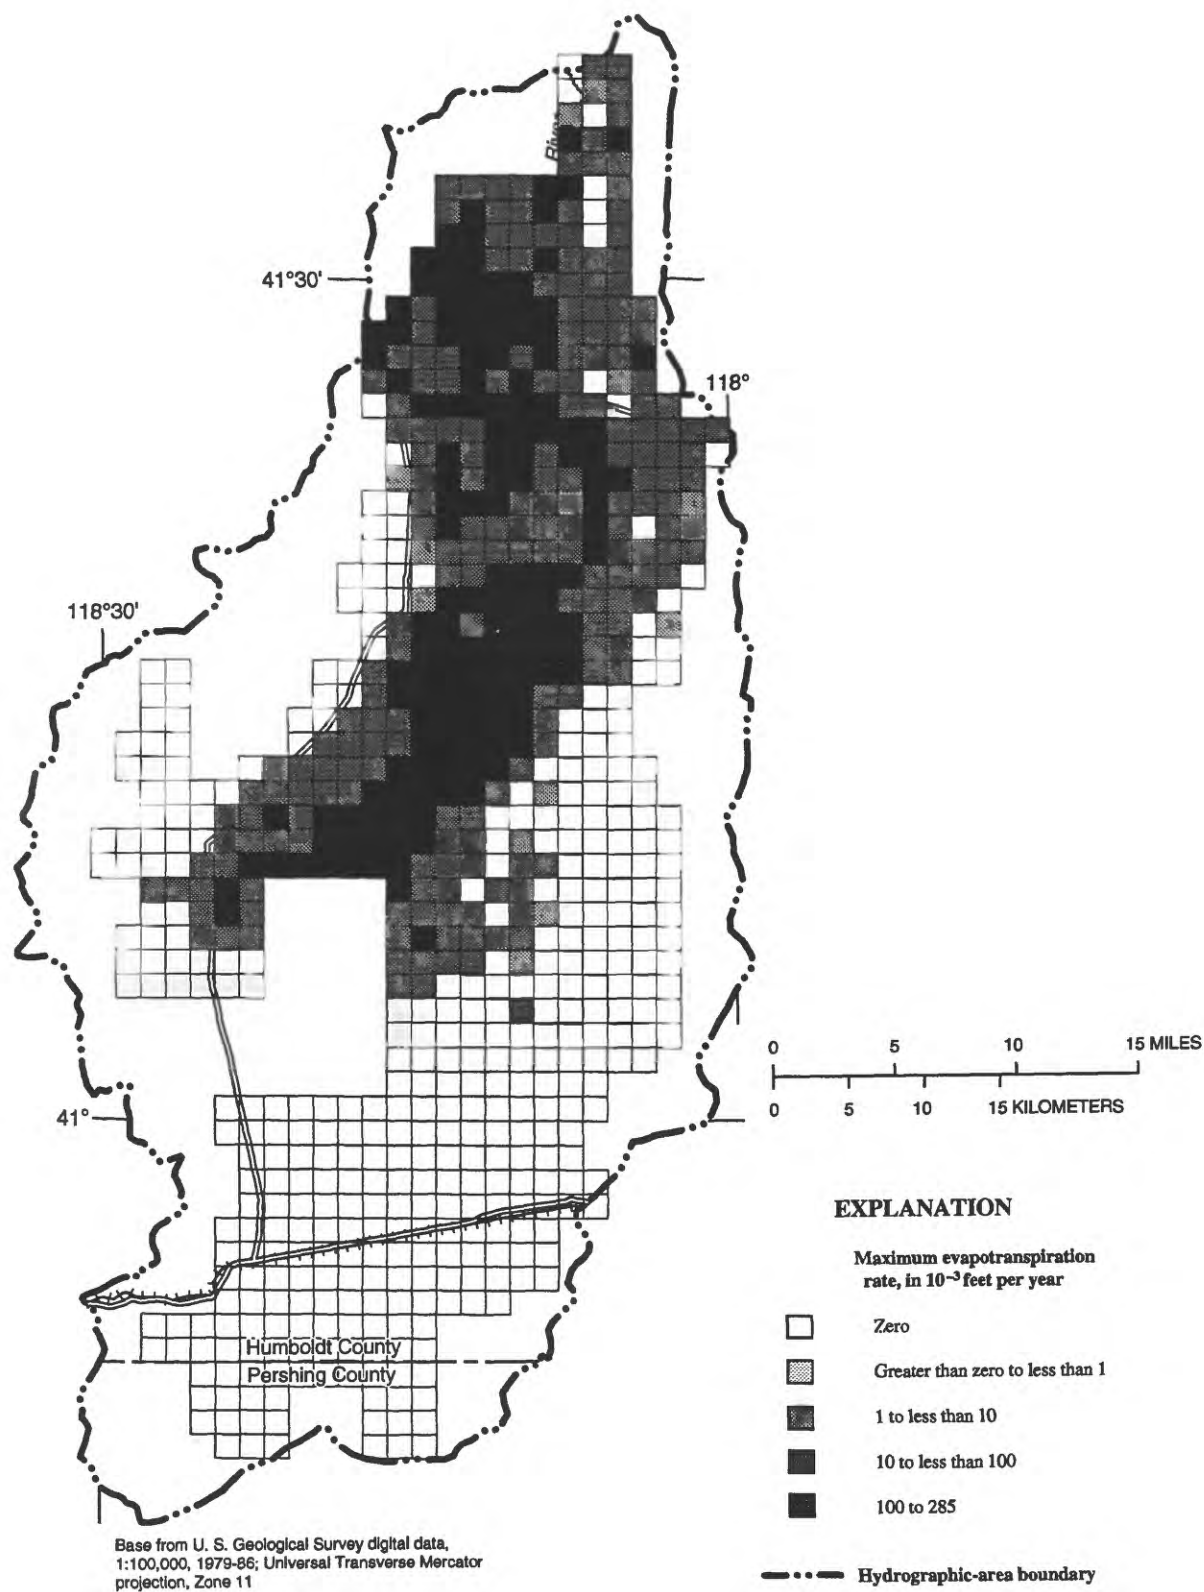 River
41°30'
118°
118°30'
0 5 10 15 MILES
0 5 10 15 KILOMETERS
41°
EXPLANATION
Maximum evapotranspiration
rate, in 10⁻³ feet per year
Zero
Greater than zero to less than 1
1 to less than 10
10 to less than 100
100 to 285
Hydrographic-area boundary
Humboldt County
Pershing County
Base from U. S. Geological Survey digital data,
1:100,000, 1979-86; Universal Transverse Mercator
projection, Zone 11